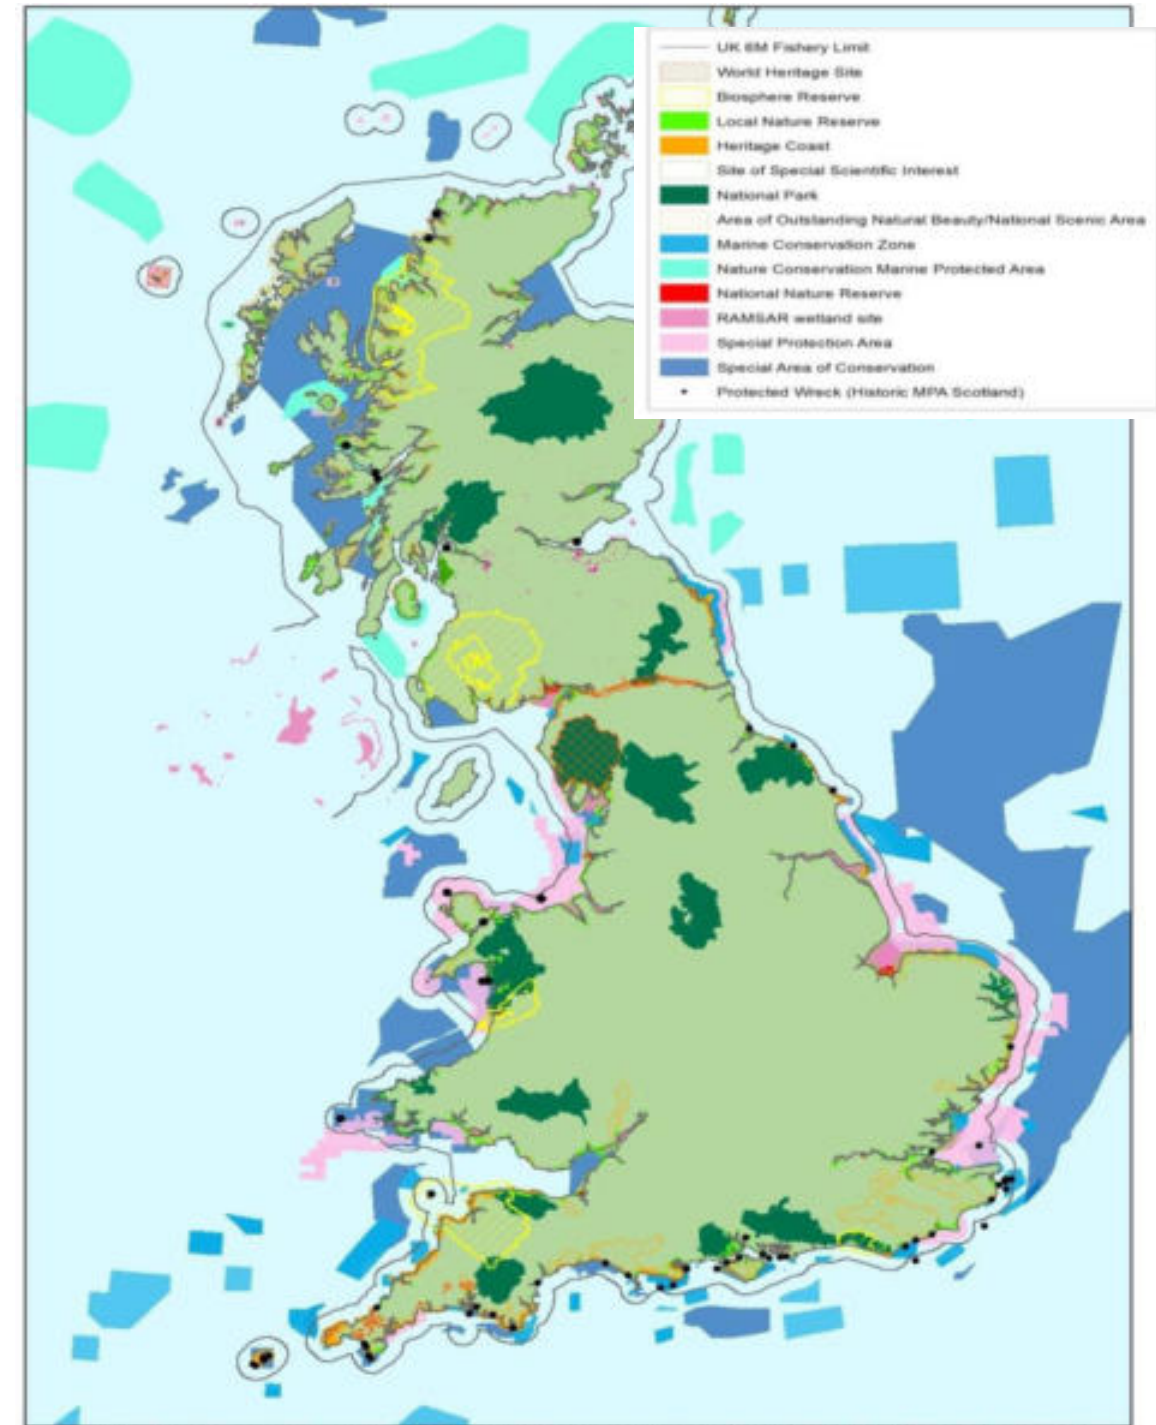 UK 6M Fishery Limit
World Heritage Site
Biosphere Reserve
Local Nature Reserve
Heritage Coast
Site of Special Scientific Interest
National Park
Area of Outstanding Natural Beauty/National Scenic Area
Marine Conservation Zone
Nature Conservation Marine Protected Area
National Nature Reserve
RAMSAR wetland site
Special Protection Area
Special Area of Conservation
Protected Wreck (Historic MPA Scotland)